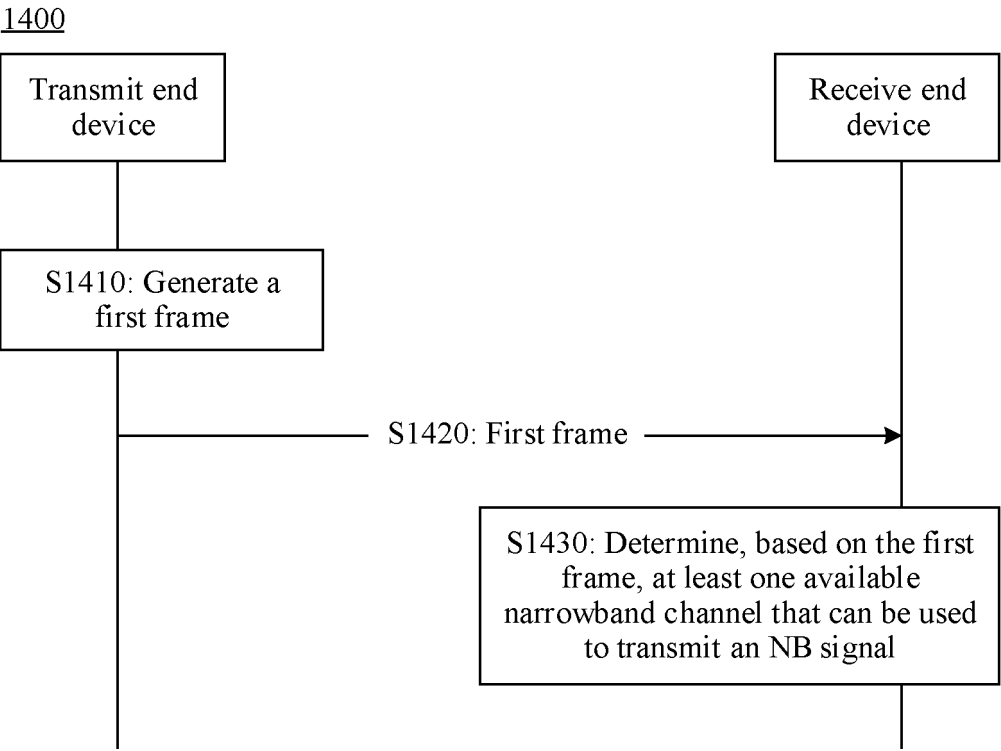 1400
Transmit end
device
Receive end
device
S1410: Generate a
first frame
S1420: First frame
S1430: Determine, based on the first
frame, at least one available
narrowband channel that can be used
to transmit an NB signal